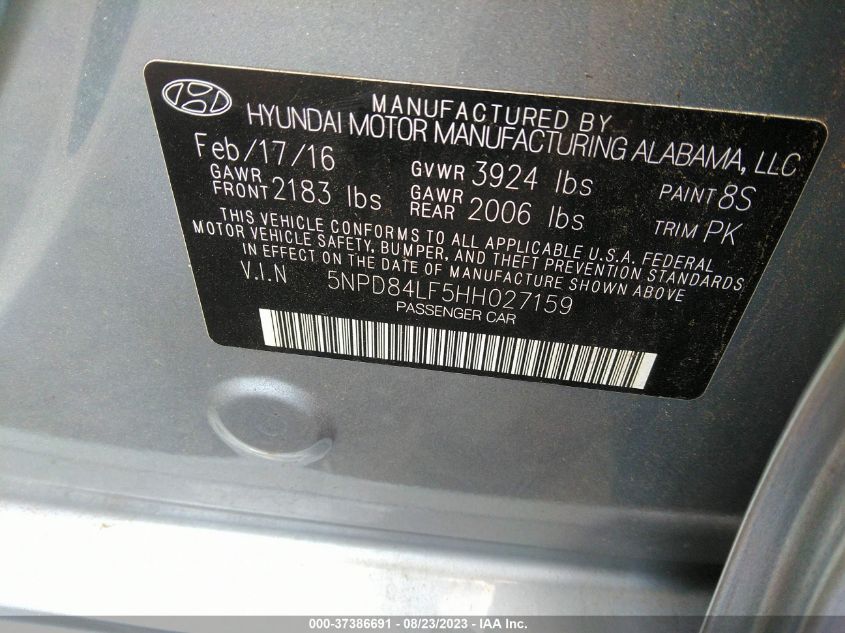 MANUFACTURED BY
HYUNDAI MOTOR MANUFACTURING ALABAMA, LLC
Feb/17/16 GVWR 3924 lbs PAINT 8S
GAWR FRONT 2183 lbs GAWR REAR 2006 lbs TRIM PK
THIS VEHICLE CONFORMS TO ALL APPLICABLE U.S.A. FEDERAL
MOTOR VEHICLE SAFETY, BUMPER, AND THEFT PREVENTION STANDARDS
IN EFFECT ON THE DATE OF MANUFACTURE SHOWN ABOVE
V.I.N 5NPD84LF5HH027159
PASSENGER CAR
000-37386691 - 08/23/2023 - IAA Inc.